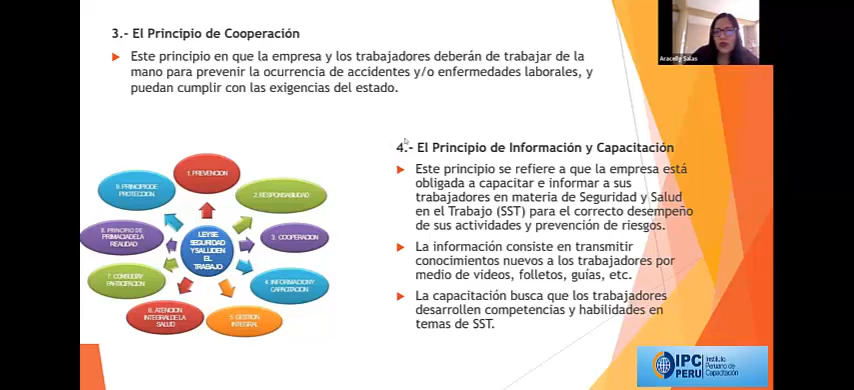 3.- El Principio de Cooperación
Este principio en que la empresa y los trabajadores deberán de trabajar de la
mano para prevenir la ocurrencia de accidentes y/o enfermedades laborales, y
puedan cumplir con las exigencias del estado.
Aracelly Salas
4.- El Principio de Información y Capacitación
Este principio se refiere a que la empresa está
obligada a capacitar e informar a sus
trabajadores en materia de Seguridad y Salud
en el Trabajo (SST) para el correcto desempeño
de sus actividades y prevención de riesgos.
La información consiste en transmitir
conocimientos nuevos a los trabajadores por
medio de videos, folletos, guías, etc.
La capacitación busca que los trabajadores
desarrollen competencias y habilidades en
temas de SST.
1. PREVENCION
2. RESPONSABILIDAD
3. COOPERACION
4. INFORMACION Y
CAPACITACION
5. GESTION
INTEGRAL
6. ATENCION
INTEGRAL DE LA
SALUD
7. CONSULTA Y
PARTICIPACION
8. PRINCIPIO DE
PRIMACIA DE LA
REALIDAD
9. PRINCIPIO DE
PROTECCION
LEY SE
SEGURIDAD
Y SALUD EN
EL
TRABAJO
IPC
PERU
Instituto
Peruano de
Capacitación